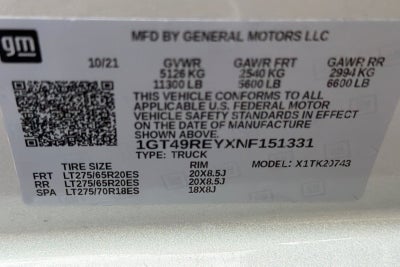 gm
MFD BY GENERAL MOTORS LLC
10/21 GVWR GAWR FRT GAWR RR
5126 KG 2540 KG 2994 KG
11300 LB 5600 LB 6600 LB
THIS VEHICLE CONFORMS TO ALL
APPLICABLE U.S. FEDERAL MOTOR
VEHICLE SAFETY STANDARDS IN EFFECT
ON THE DATE OF MANUFACTURE SHOWN ABOVE.
1GT49REYXNF151331
TYPE: TRUCK MODEL: X1TK20743
TIRE SIZE RIM
FRT LT275/65R20ES 20X8.5J
RR LT275/65R20ES 20X8.5J
SPA LT275/70R18ES 18X8J